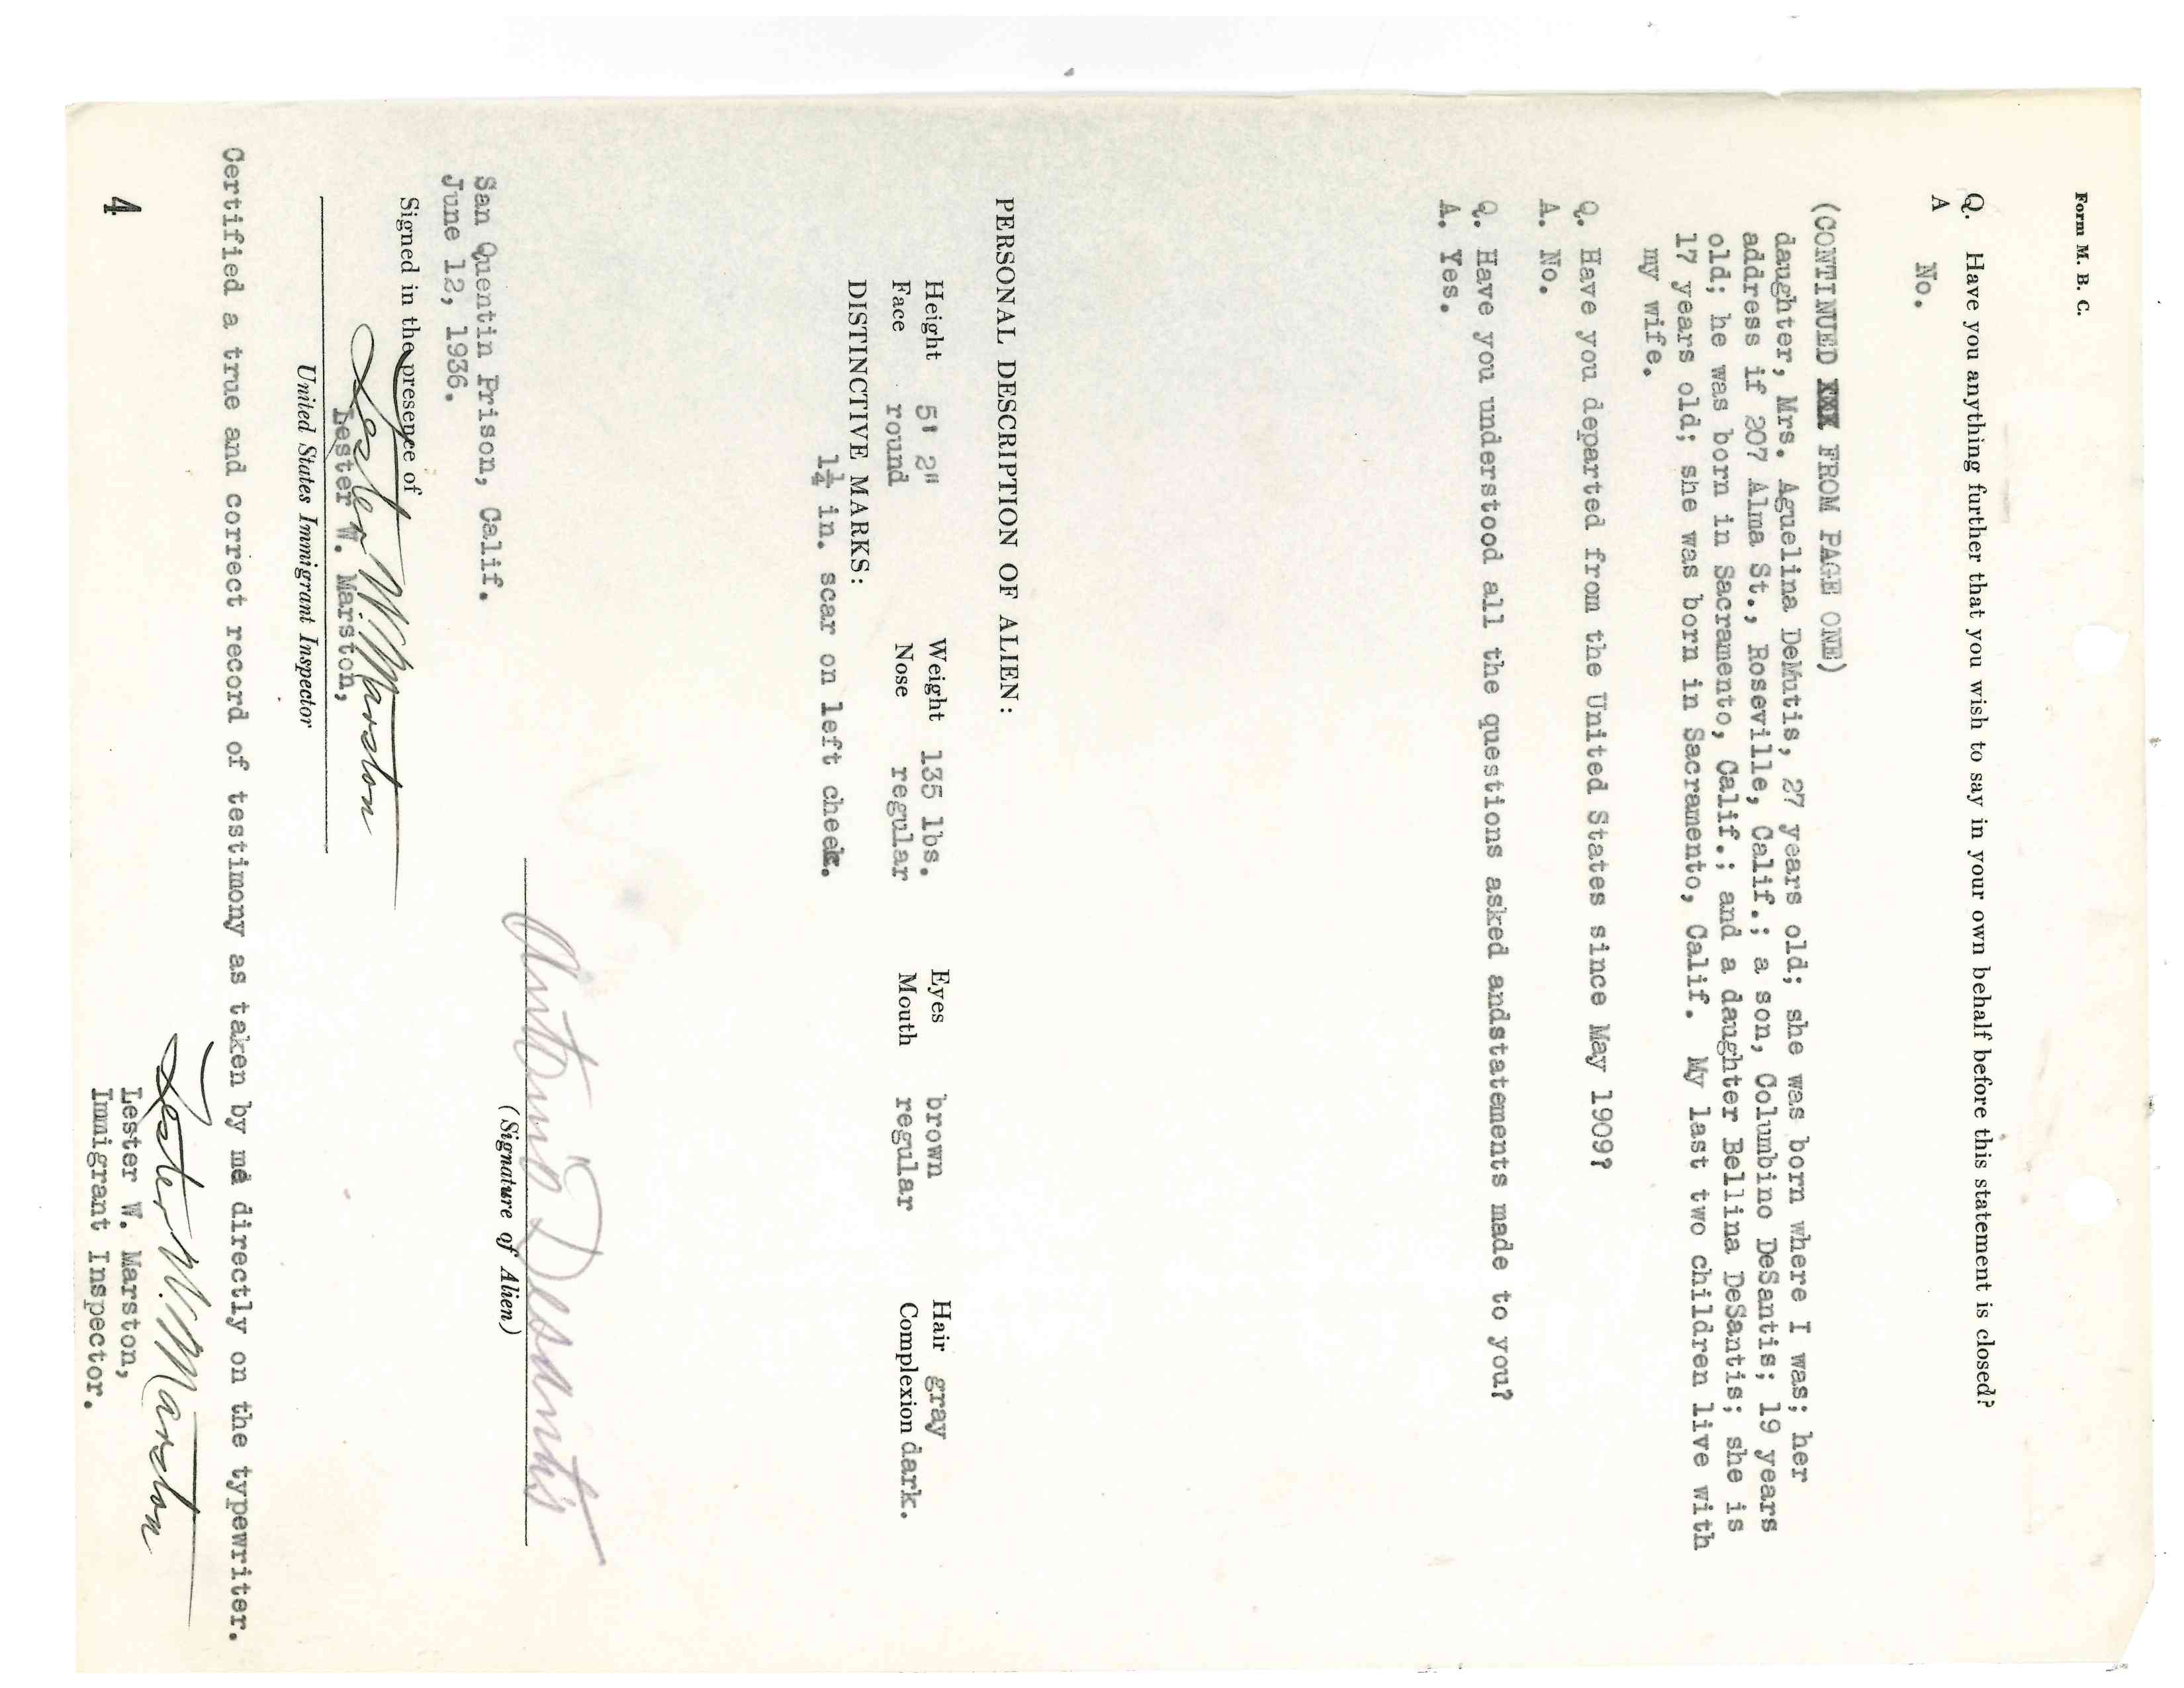 Form M. B. C.
Q. Have you anything further that you wish to say in your own behalf before this statement is closed?
A
No.
(CONTINUED XXX FROM PAGE ONE)
daughter, Mrs. Aguelina DeMutis, 27 years old; she was born where I was; her
address if 207 Alma St., Roseville, Calif.; a son, Columbino DeSantis; 19 years
old; he was born in Sacramento, Calif.; and a daughter Bellina DeSantis; she is
17 years old; she was born in Sacramento, Calif. My last two children live with
my wife.
Q. Have you departed from the United States since May 1909?
A. No.
Q. Have you understood all the questions asked andstatements made to you?
A. Yes.
PERSONAL DESCRIPTION OF ALIEN:
Height 5' 2" Weight 135 lbs. Eyes brown Hair gray
Face round Nose regular Mouth regular Complexion dark.
DISTINCTIVE MARKS:
1¼ in. scar on left cheek.
Antonio Desantis
(Signature of Alien)
San Quentin Prison, Calif.
June 12, 1936.
Signed in the presence of
Lester W. Marston
Lester W. Marston,
United States Immigrant Inspector
Certified a true and correct record of testimony as taken by me directly on the typewriter.
Lester W. Marston
Lester W. Marston,
Immigrant Inspector.
4